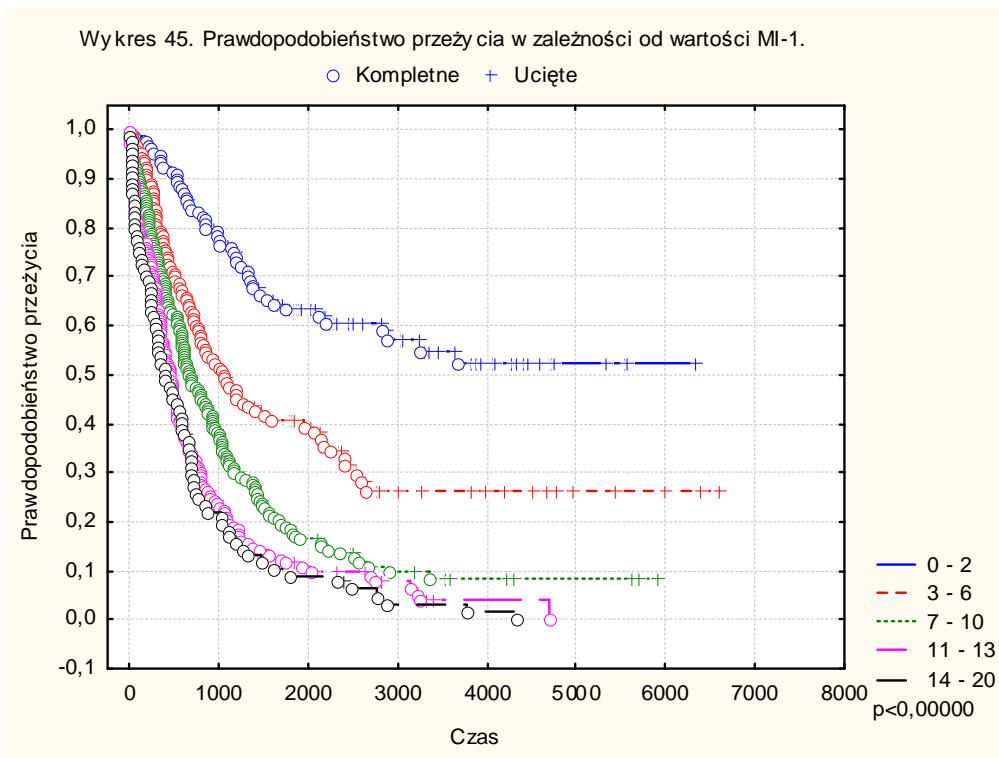 Wykres 45. Prawdopodobieństwo przeżycia w zależności od wartości MI-1.
Kompletne + Ucięte
1,0
0,9
0,8
0,7
0,6
0,5
0,4
0,3
0,2
0,1
0,0
-0,1
Prawdopodobieństwo przeżycia
0 1000 2000 3000 4000 5000 6000 7000 8000
Czas
0 - 2
3 - 6
7 - 10
11 - 13
14 - 20
p<0,00000